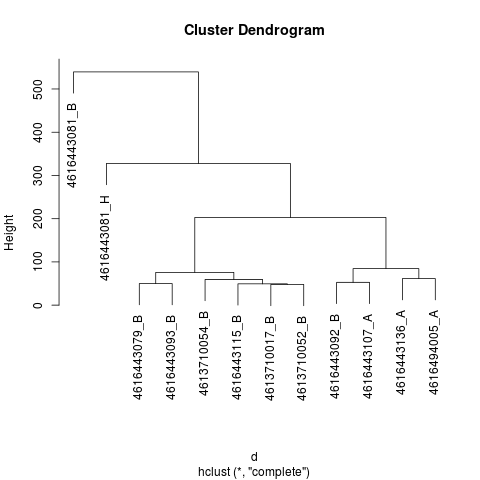 Cluster Dendrogram
Height
500
400
300
200
100
0
4616443081_B
4616443081_H
4616443079_B
4616443093_B
4613710054_B
4616443115_B
4613710017_B
4613710052_B
4616443092_B
4616443107_A
4616443136_A
4616494005_A
d
hclust (*, "complete")